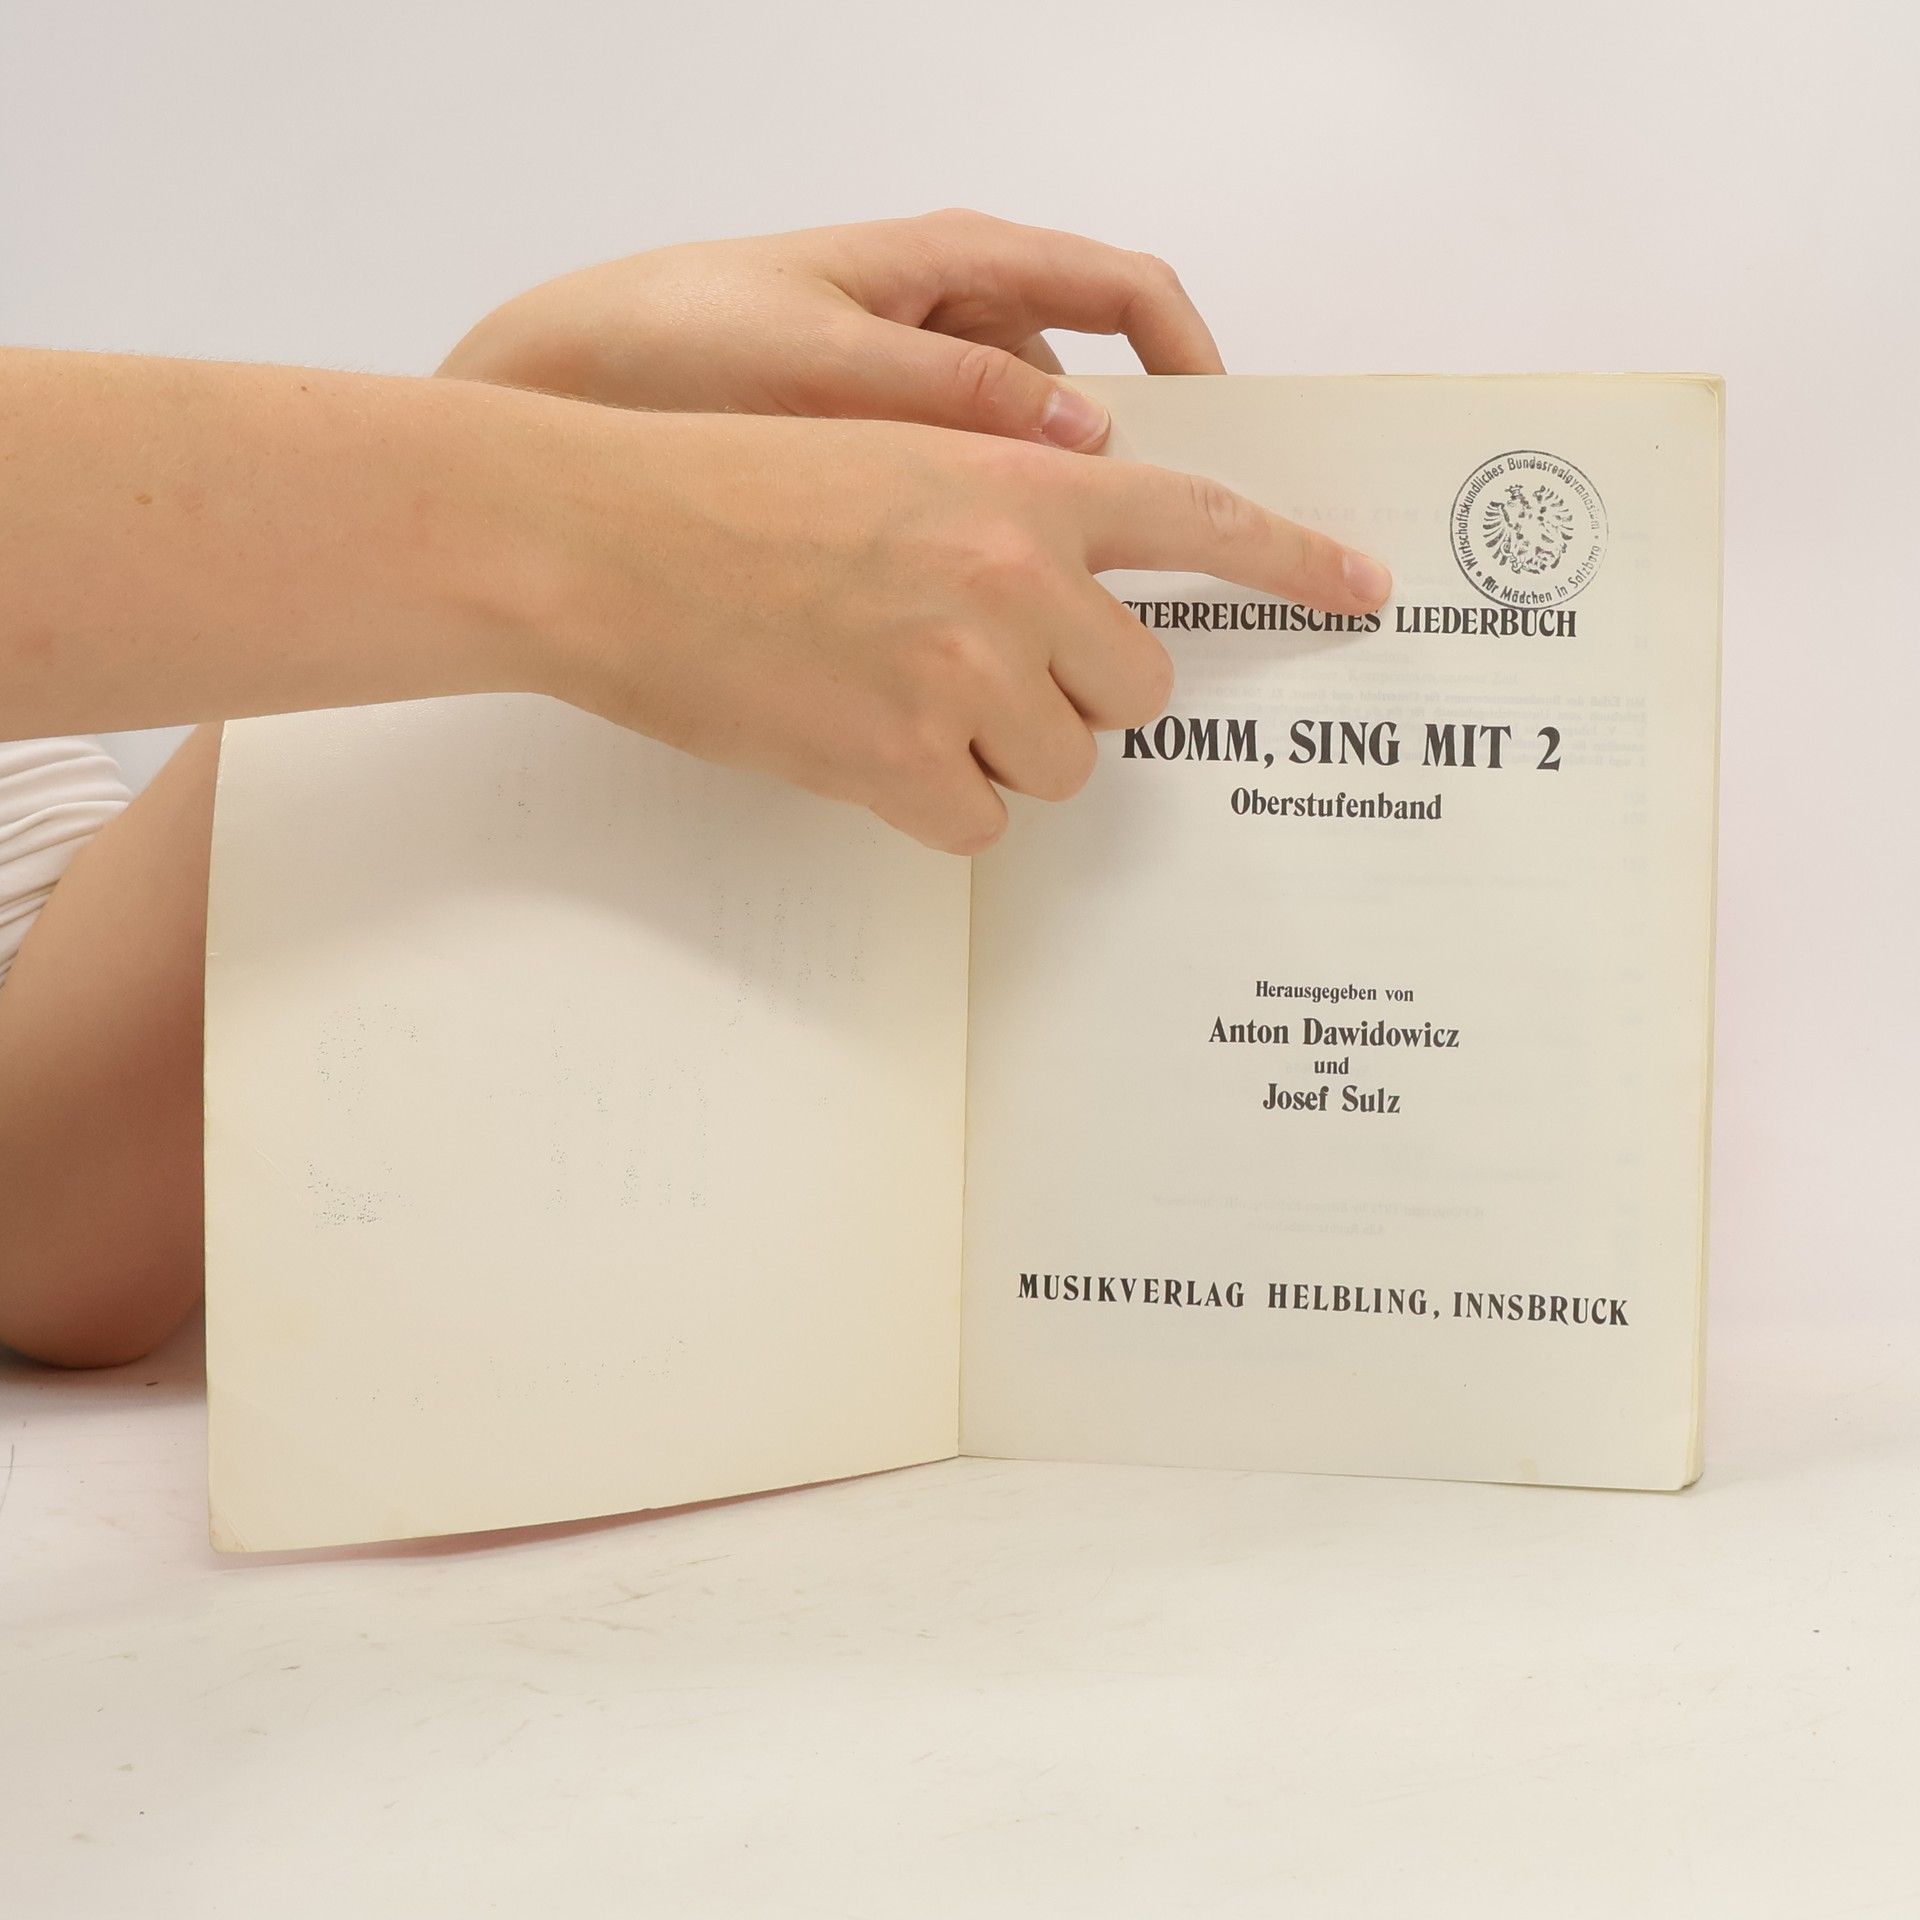 Wirtschaftskundliches Bundesrealgymnasium
• für Mädchen in Salzburg •
STERREICHISCHES LIEDERBUCH
KOMM, SING MIT 2
Oberstufenband
Herausgegeben von
Anton Dawidowicz
und
Josef Sulz
MUSIKVERLAG HELBLING, INNSBRUCK